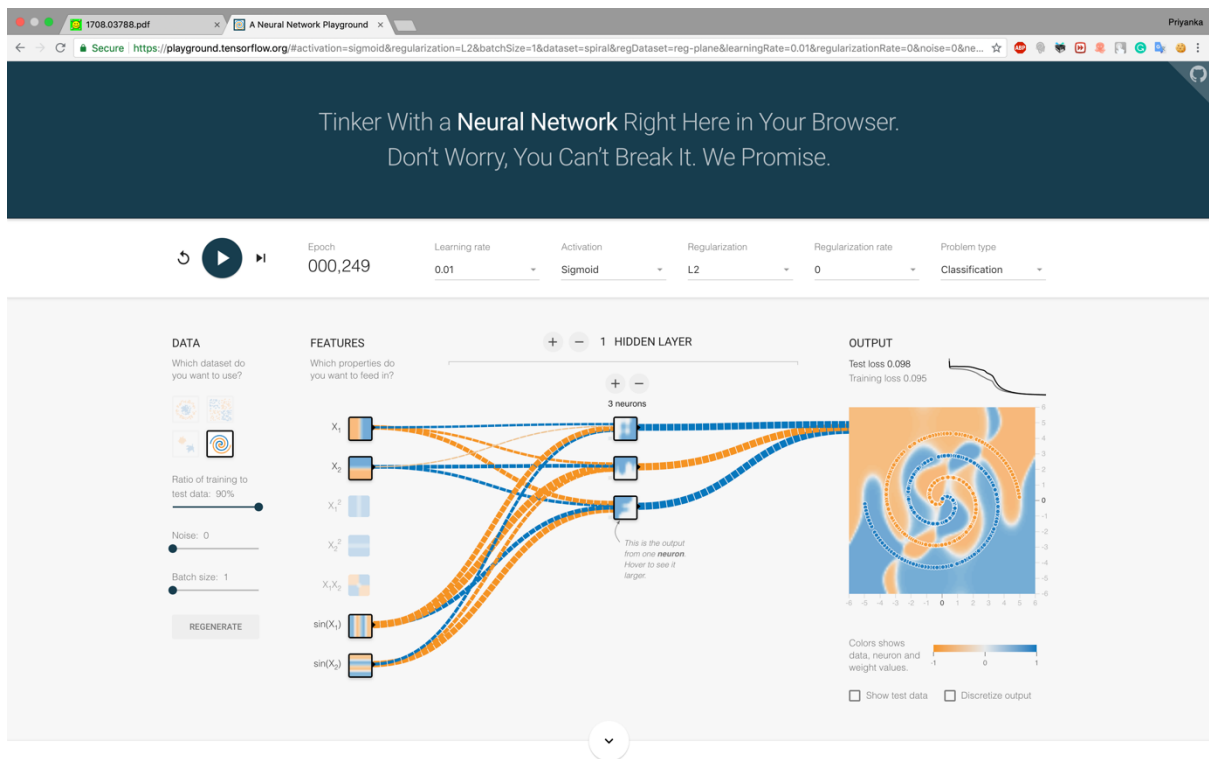 1708.03788.pdf
A Neural Network Playground
Priyanka
Secure https://playground.tensorflow.org/#activation=sigmoid&regularization=L2&batchSize=1&dataset=spiral&regDataset=reg-plane&learningRate=0.01&regularizationRate=0&noise=0&ne...
Tinker With a Neural Network Right Here in Your Browser.
Don't Worry, You Can't Break It. We Promise.
Epoch
000,249
Learning rate
0.01
Activation
Sigmoid
Regularization
L2
Regularization rate
0
Problem type
Classification
DATA
Which dataset do
you want to use?
Ratio of training to
test data: 90%
Noise: 0
Batch size: 1
REGENERATE
FEATURES
Which properties do
you want to feed in?
X₁
X₂
X₁²
X₂²
X₁X₂
sin(X₁)
sin(X₂)
+ − 1 HIDDEN LAYER
+ −
3 neurons
This is the output
from one neuron.
Hover to see it
larger.
OUTPUT
Test loss 0.098
Training loss 0.095
6
5
4
3
2
1
0
-1
-2
-3
-4
-5
-6
-6 -5 -4 -3 -2 -1 0 1 2 3 4 5 6
Colors shows
data, neuron and
weight values.
-1 0 1
Show test data
Discretize output